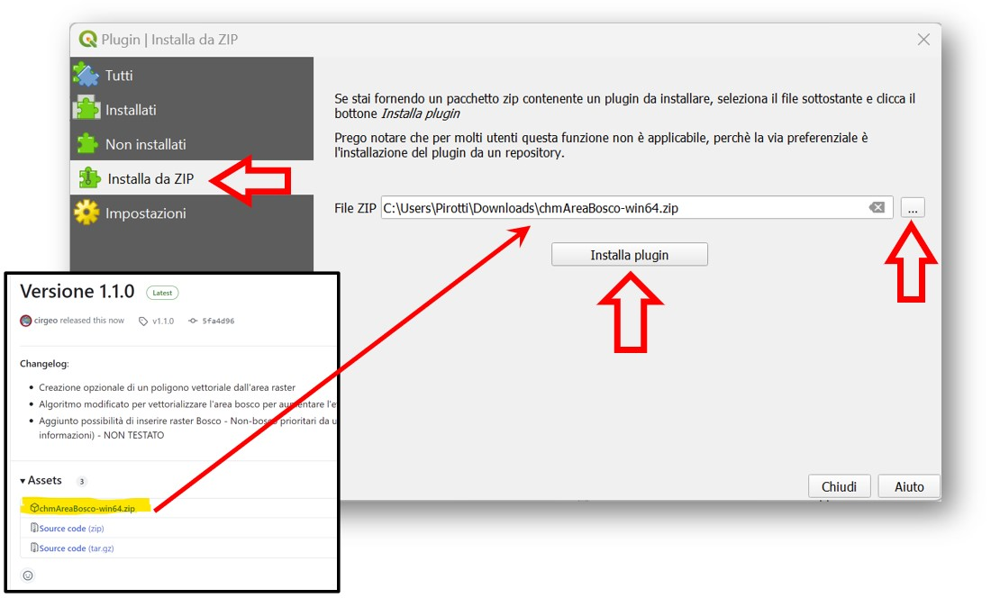 Plugin | Installa da ZIP
Tutti
Installati
Non installati
Installa da ZIP
Impostazioni
Se stai fornendo un pacchetto zip contenente un plugin da installare, seleziona il file sottostante e clicca il
bottone Installa plugin
Prego notare che per molti utenti questa funzione non è applicabile, perchè la via preferenziale è
l'installazione del plugin da un repository.
File ZIP C:\Users\Pirotti\Downloads\chmAreaBosco-win64.zip ...
Installa plugin
Chiudi Aiuto
Versione 1.1.0 Latest
cirgeo released this now v1.1.0 5fa4d96
Changelog:
• Creazione opzionale di un poligono vettoriale dall'area raster
• Algoritmo modificato per vettorializzare l'area bosco per aumentare l'e
• Aggiunto possibilità di inserire raster Bosco - Non-bosco prioritari da u
informazioni) - NON TESTATO
Assets 3
chmAreaBosco-win64.zip
Source code (zip)
Source code (tar.gz)